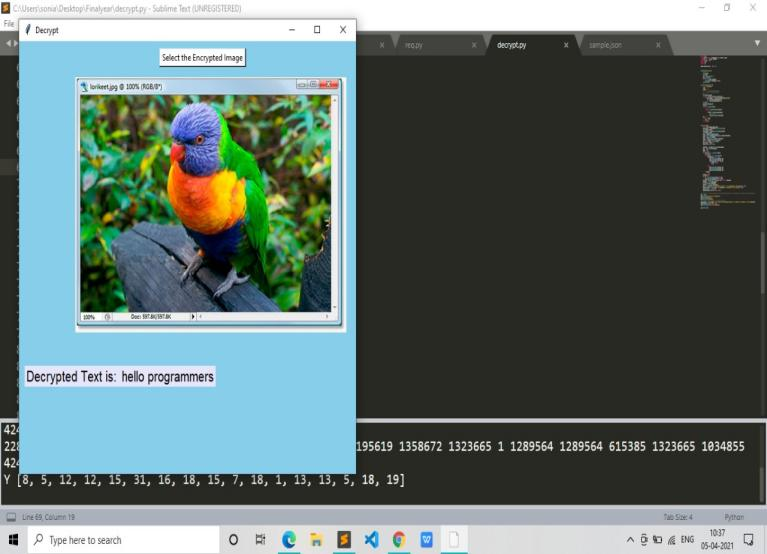 C:\Users\sonia\Desktop\Finalyear\decrypt.py - Sublime Text (UNREGISTERED)
File
Decrypt
req.py
decrypt.py
sample.json
Select the Encrypted Image
lorikeet.jpg @ 100% (RGB/8*)
100%
Doc: 597.8K/597.8K
Decrypted Text is: hello programmers
424
228
195619 1358672 1323665 1 1289564 1289564 615385 1323665 1034855
424
Y [8, 5, 12, 12, 15, 31, 16, 18, 15, 7, 18, 1, 13, 13, 5, 18, 19]
Line 69, Column 19
Tab Size: 4
Python
Type here to search
ENG
10:37
05-04-2021